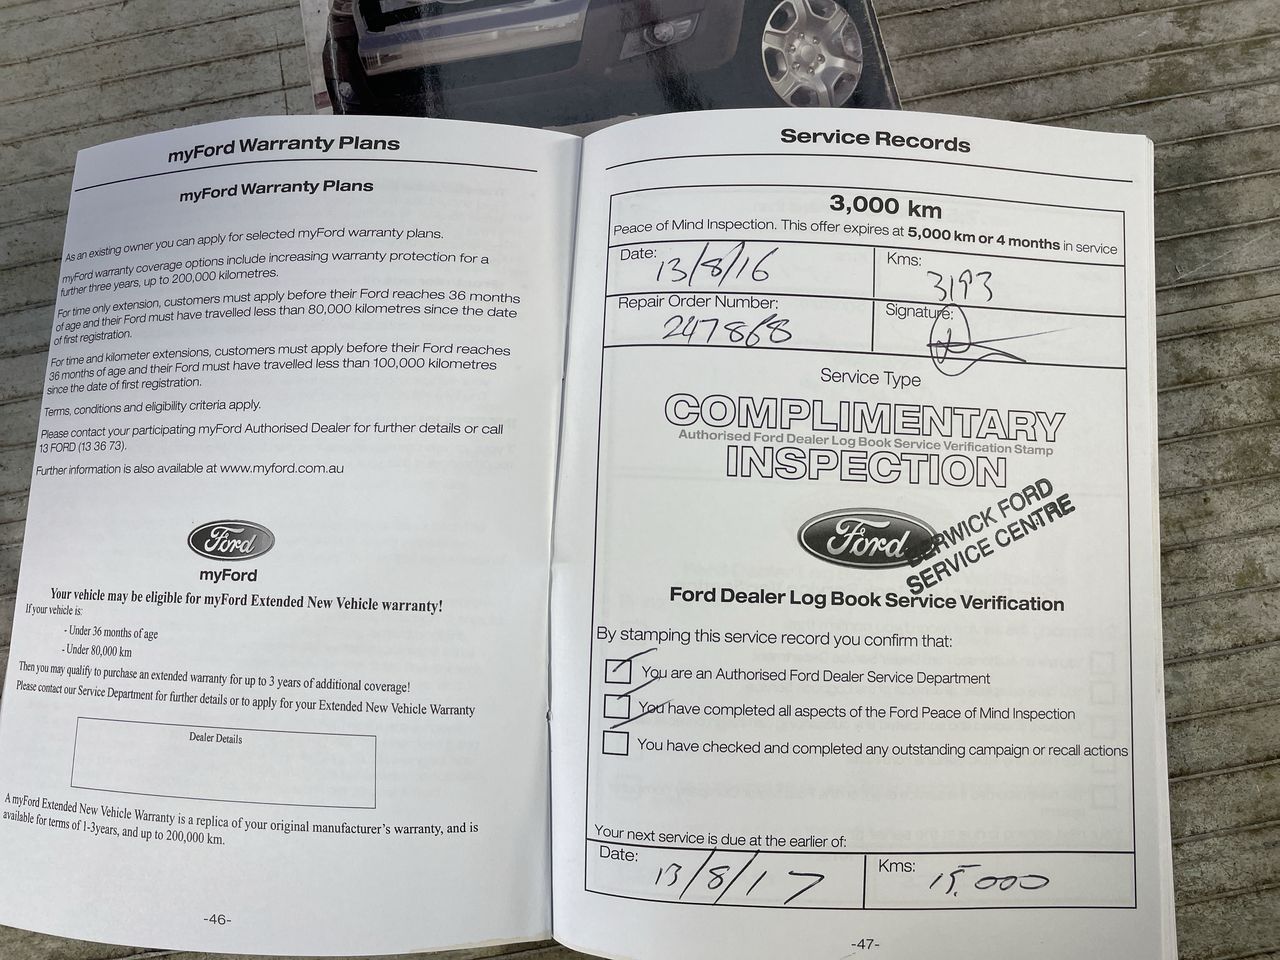 myFord Warranty Plans
myFord Warranty Plans
As an existing owner you can apply for selected myFord warranty plans.
myFord warranty coverage options include increasing warranty protection for a
further three years, up to 200,000 kilometres.
For time only extension, customers must apply before their Ford reaches 36 months
of age and their Ford must have travelled less than 80,000 kilometres since the date
of first registration.
For time and kilometer extensions, customers must apply before their Ford reaches
36 months of age and their Ford must have travelled less than 100,000 kilometres
since the date of first registration.
Terms, conditions and eligibility criteria apply.
Please contact your participating myFord Authorised Dealer for further details or call
13 FORD (13 36 73).
Further information is also available at www.myford.com.au
Ford
myFord
Your vehicle may be eligible for myFord Extended New Vehicle warranty!
If your vehicle is:
- Under 36 months of age
- Under 80,000 km
Then you may qualify to purchase an extended warranty for up to 3 years of additional coverage!
Please contact our Service Department for further details or to apply for your Extended New Vehicle Warranty
Dealer Details
A myFord Extended New Vehicle Warranty is a replica of your original manufacturer's warranty, and is
available for terms of 1-3years, and up to 200,000 km.
-46-
Service Records
3,000 km
Peace of Mind Inspection. This offer expires at 5,000 km or 4 months in service
Date: 13/8/16
Kms: 3193
Repair Order Number: 247868
Signature:
Service Type
COMPLIMENTARY
Authorised Ford Dealer Log Book Service Verification Stamp
INSPECTION
Ford
BERWICK FORD
SERVICE CENTRE
Ford Dealer Log Book Service Verification
By stamping this service record you confirm that:
You are an Authorised Ford Dealer Service Department
You have completed all aspects of the Ford Peace of Mind Inspection
You have checked and completed any outstanding campaign or recall actions
Your next service is due at the earlier of:
Date: 13/8/17
Kms: 15,000
-47-